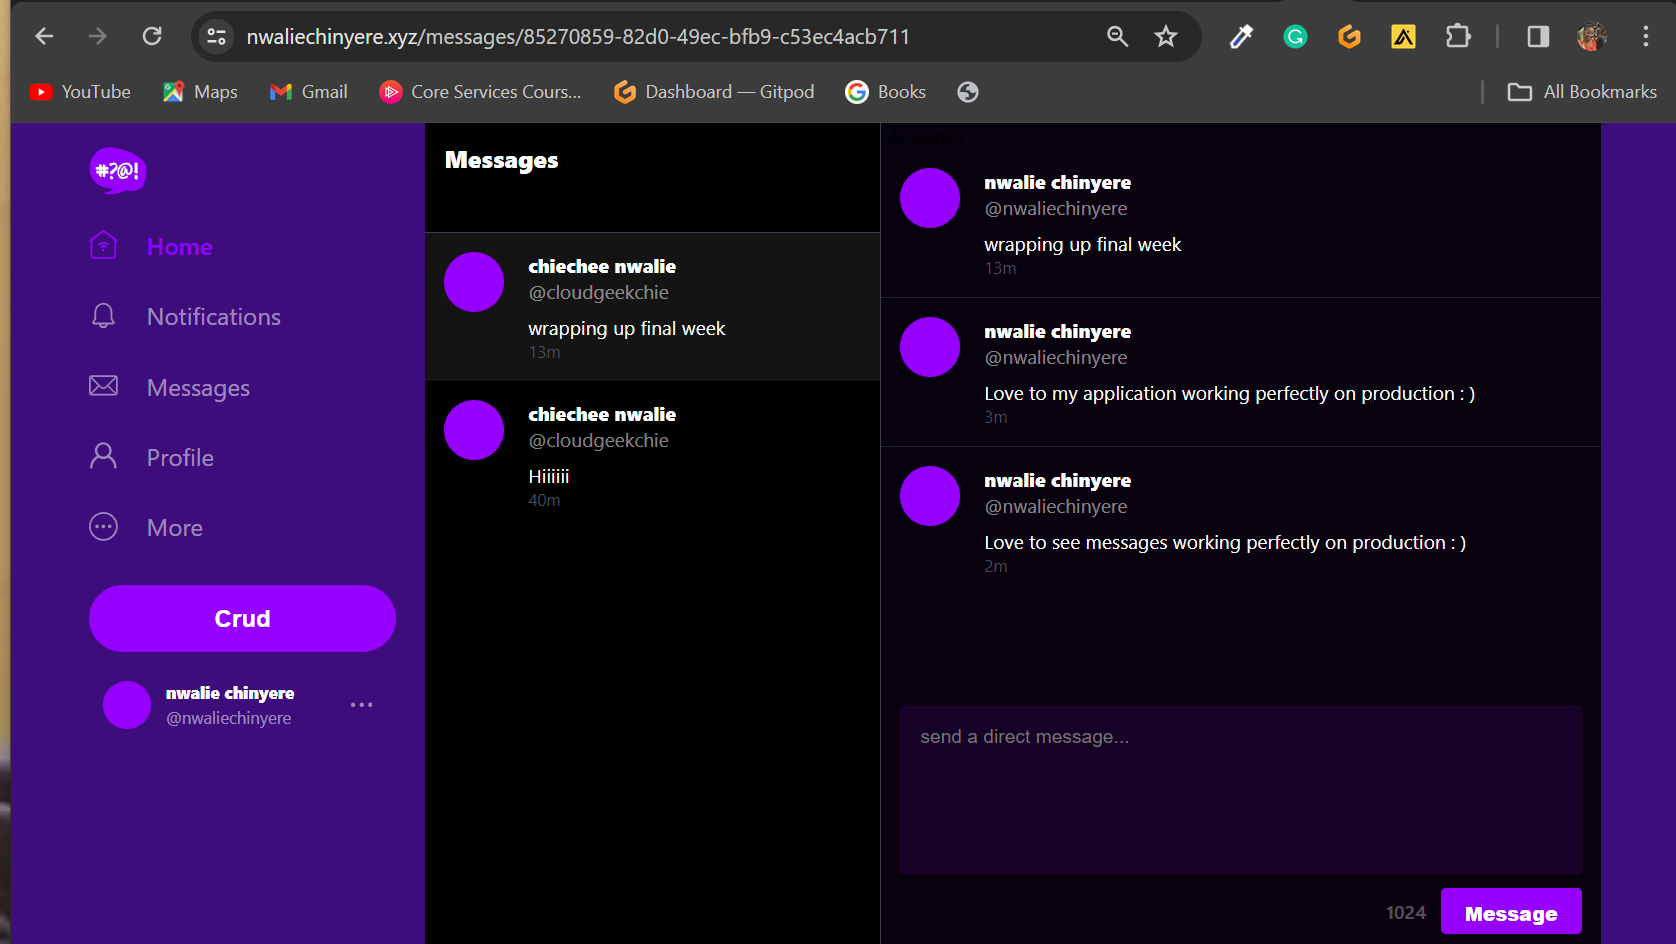 nwaliechinyere.xyz/messages/85270859-82d0-49ec-bfb9-c53ec4acb711
YouTube
Maps
Gmail
Core Services Cours...
Dashboard — Gitpod
Books
All Bookmarks
#?@!
Home
Notifications
Messages
Profile
More
Crud
nwalie chinyere
@nwaliechinyere
Messages
chiechee nwalie
@cloudgeekchie
wrapping up final week
13m
chiechee nwalie
@cloudgeekchie
Hiiiiii
40m
Messages
nwalie chinyere
@nwaliechinyere
wrapping up final week
13m
nwalie chinyere
@nwaliechinyere
Love to my application working perfectly on production : )
3m
nwalie chinyere
@nwaliechinyere
Love to see messages working perfectly on production : )
2m
send a direct message...
1024
Message